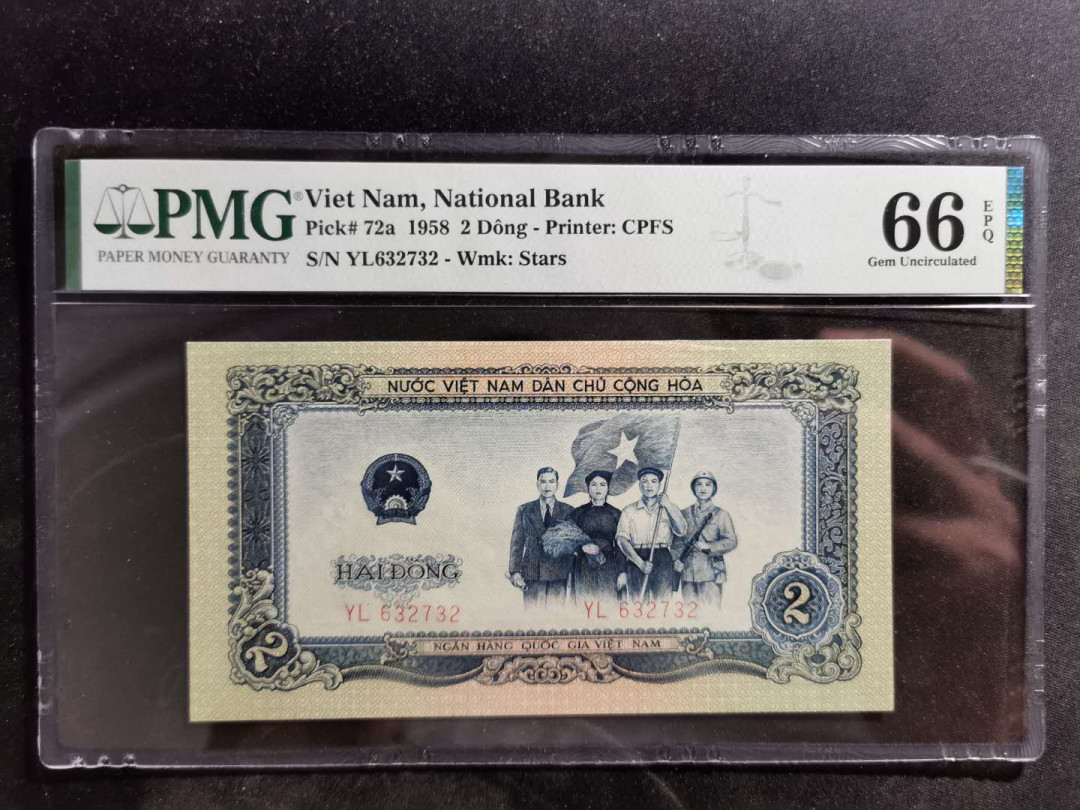 PMG®
PAPER MONEY GUARANTY
Viet Nam, National Bank
Pick# 72a 1958 2 Dông - Printer: CPFS
S/N YL632732 - Wmk: Stars
66
EPQ
Gem Uncirculated
NƯỚC VIỆT NAM DÂN CHỦ CỘNG HÒA
HAI ĐỒNG
YL 632732
YL 632732
2
2
NGÂN HÀNG QUỐC GIA VIỆT NAM